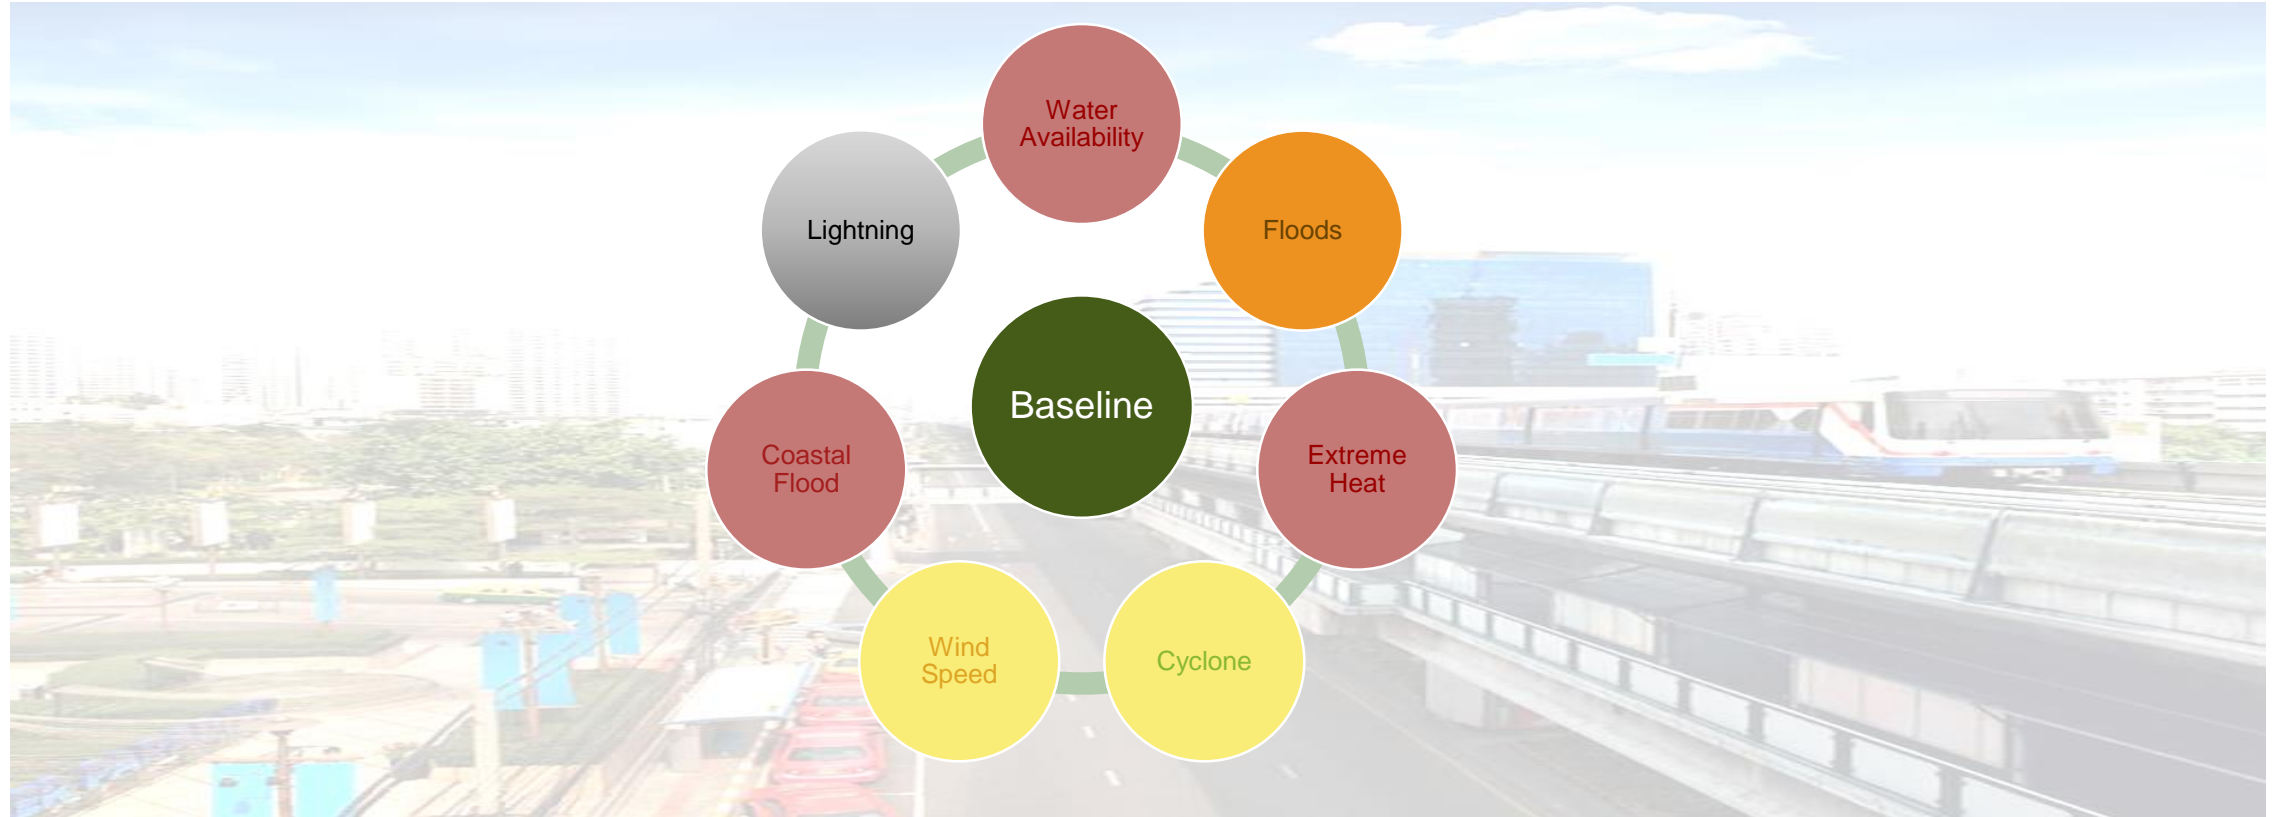 Water
Availability
Floods
Extreme
Heat
Cyclone
Wind
Speed
Coastal
Flood
Lightning
Baseline